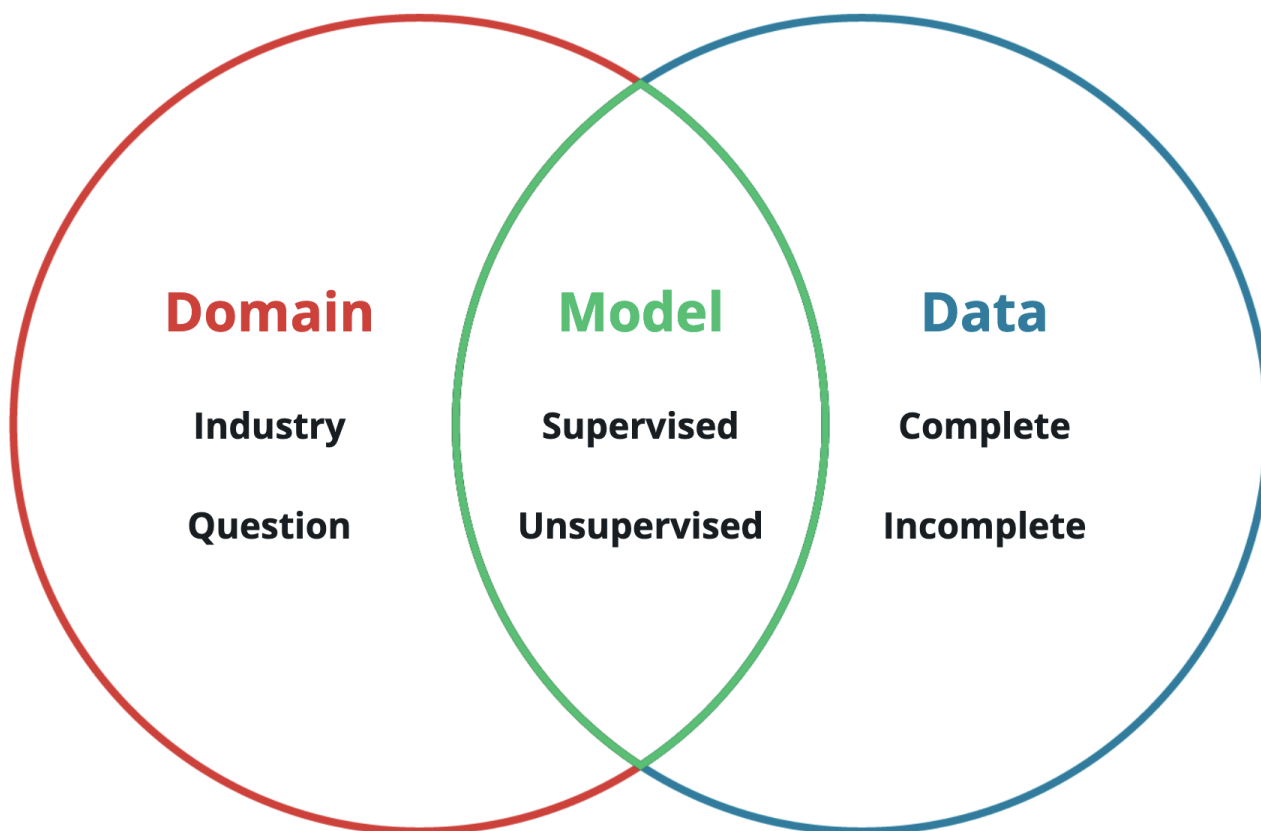 Domain
Model
Data
Industry
Supervised
Complete
Question
Unsupervised
Incomplete